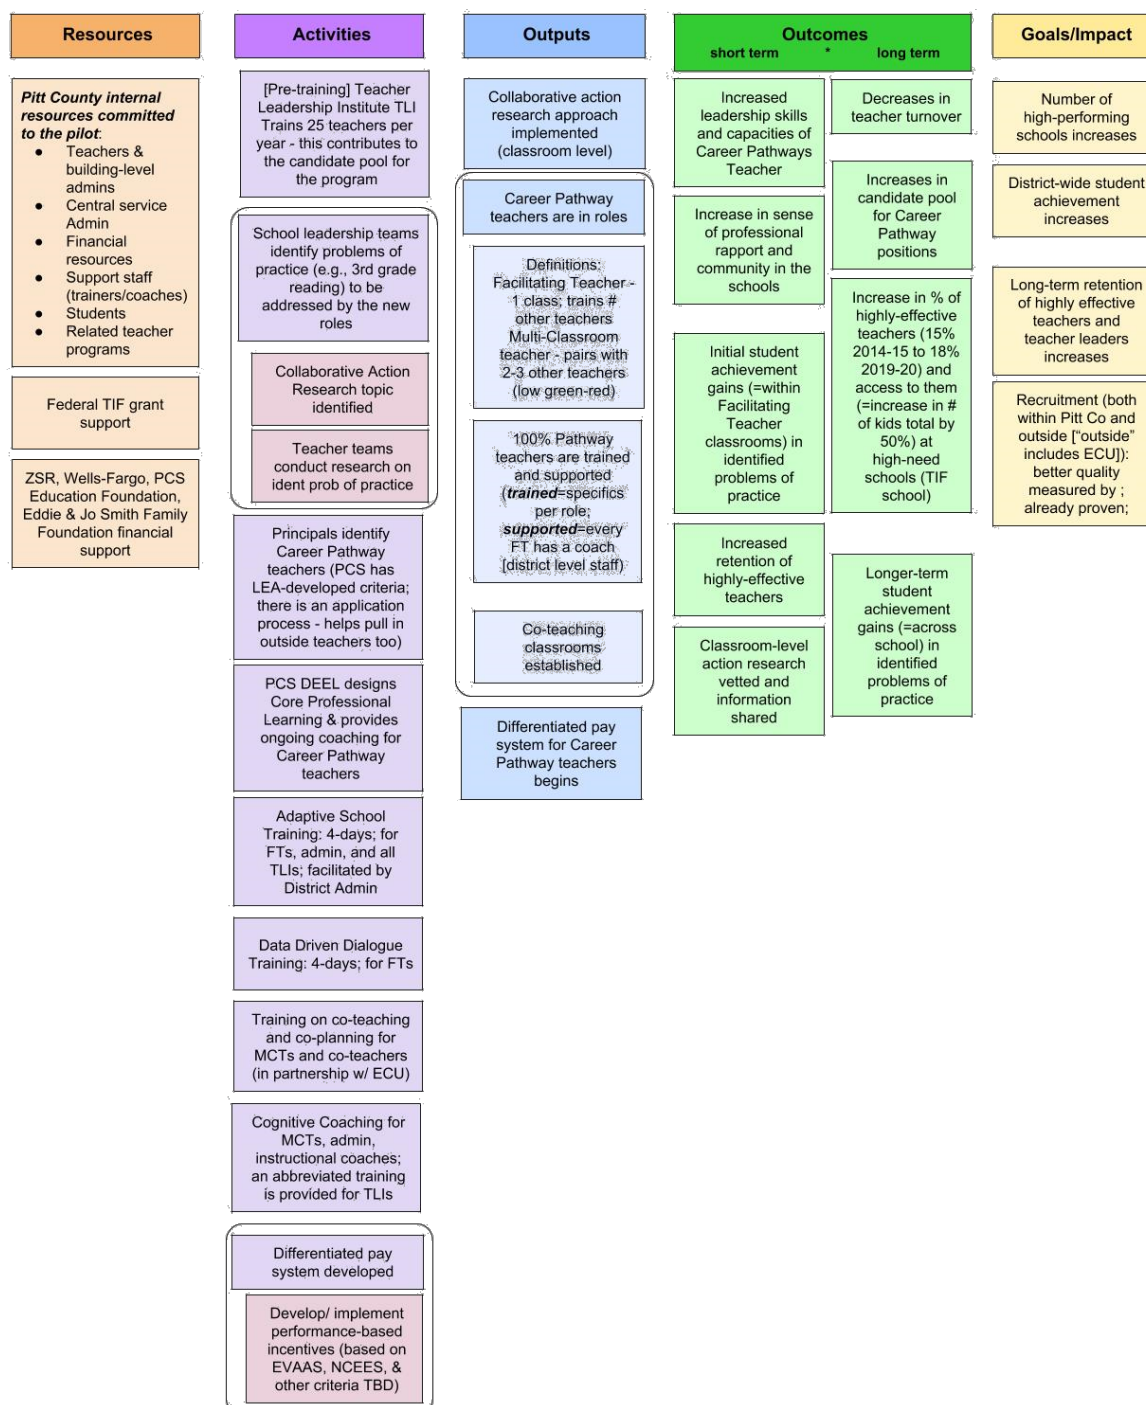 Resources
Pitt County internal
resources committed
to the pilot:
● Teachers &
building-level
admins
● Central service
Admin
● Financial
resources
● Support staff
(trainers/coaches)
● Students
● Related teacher
programs
Federal TIF grant
support
ZSR, Wells-Fargo, PCS
Education Foundation,
Eddie & Jo Smith Family
Foundation financial
support
Activities
[Pre-training] Teacher
Leadership Institute TLI
Trains 25 teachers per
year - this contributes to
the candidate pool for
the program
School leadership teams
identify problems of
practice (e.g., 3rd grade
reading) to be
addressed by the new
roles
Collaborative Action
Research topic
identified
Teacher teams
conduct research on
ident prob of practice
Principals identify
Career Pathway
teachers (PCS has
LEA-developed criteria;
there is an application
process - helps pull in
outside teachers too)
PCS DEEL designs
Core Professional
Learning & provides
ongoing coaching for
Career Pathway
teachers
Adaptive School
Training: 4-days; for
FTs, admin, and all
TLIs; facilitated by
District Admin
Data Driven Dialogue
Training: 4-days; for FTs
Training on co-teaching
and co-planning for
MCTs and co-teachers
(in partnership w/ ECU)
Cognitive Coaching for
MCTs, admin,
instructional coaches;
an abbreviated training
is provided for TLIs
Differentiated pay
system developed
Develop/ implement
performance-based
incentives (based on
EVAAS, NCEES, &
other criteria TBD)
Outputs
Collaborative action
research approach
implemented
(classroom level)
Career Pathway
teachers are in roles
Definitions:
Facilitating Teacher -
1 class; trains #
other teachers
Multi-Classroom
teacher - pairs with
2-3 other teachers
(low green-red)
100% Pathway
teachers are trained
and supported
(trained=specifics
per role;
supported=every
FT has a coach
[district level staff)
Co-teaching
classrooms
established
Differentiated pay
system for Career
Pathway teachers
begins
Outcomes
short term * long term
Increased
leadership skills
and capacities of
Career Pathways
Teacher
Increase in sense
of professional
rapport and
community in the
schools
Initial student
achievement gains
(=within
Facilitating
Teacher
classrooms) in
identified
problems of
practice
Increased
retention of
highly-effective
teachers
Classroom-level
action research
vetted and
information
shared
Decreases in
teacher turnover
Increases in
candidate pool
for Career
Pathway
positions
Increase in % of
highly-effective
teachers (15%
2014-15 to 18%
2019-20) and
access to them
(=increase in #
of kids total by
50%) at
high-need
schools (TIF
school)
Longer-term
student
achievement
gains (=across
school) in
identified
problems of
practice
Goals/Impact
Number of
high-performing
schools increases
District-wide student
achievement
increases
Long-term retention
of highly effective
teachers and
teacher leaders
increases
Recruitment (both
within Pitt Co and
outside ["outside"
includes ECU]):
better quality
measured by ;
already proven;